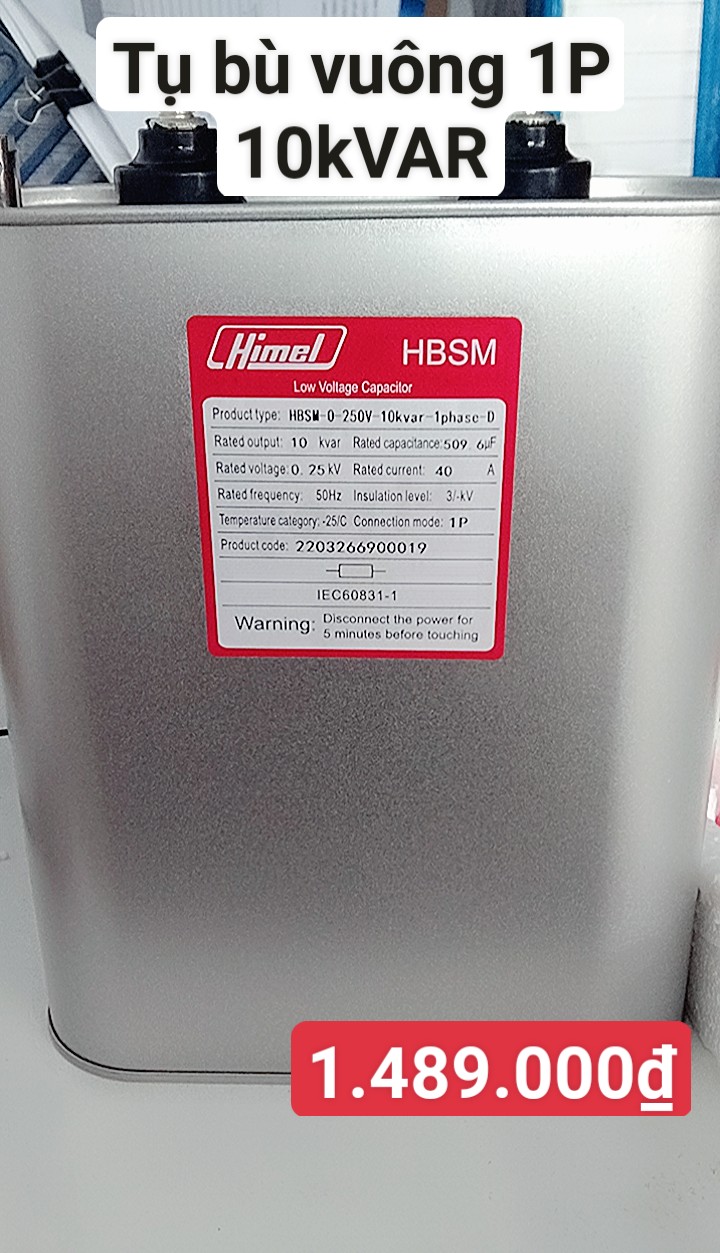 Tụ bù vuông 1P
10kVAR
Himel
HBSM
Low Voltage Capacitor
Product type: HBSM-0-250V-10kvar-1phase-D
Rated output: 10 kvar Rated capacitance: 509. 6μF
Rated voltage: 0. 25 kV Rated current: 40 A
Rated frequency: 50Hz Insulation level: 3/-kV
Temperature category: -25/C Connection mode: 1P
Product code: 2203266900019
IEC60831-1
Warning: Disconnect the power for
5 minutes before touching
1.489.000₫